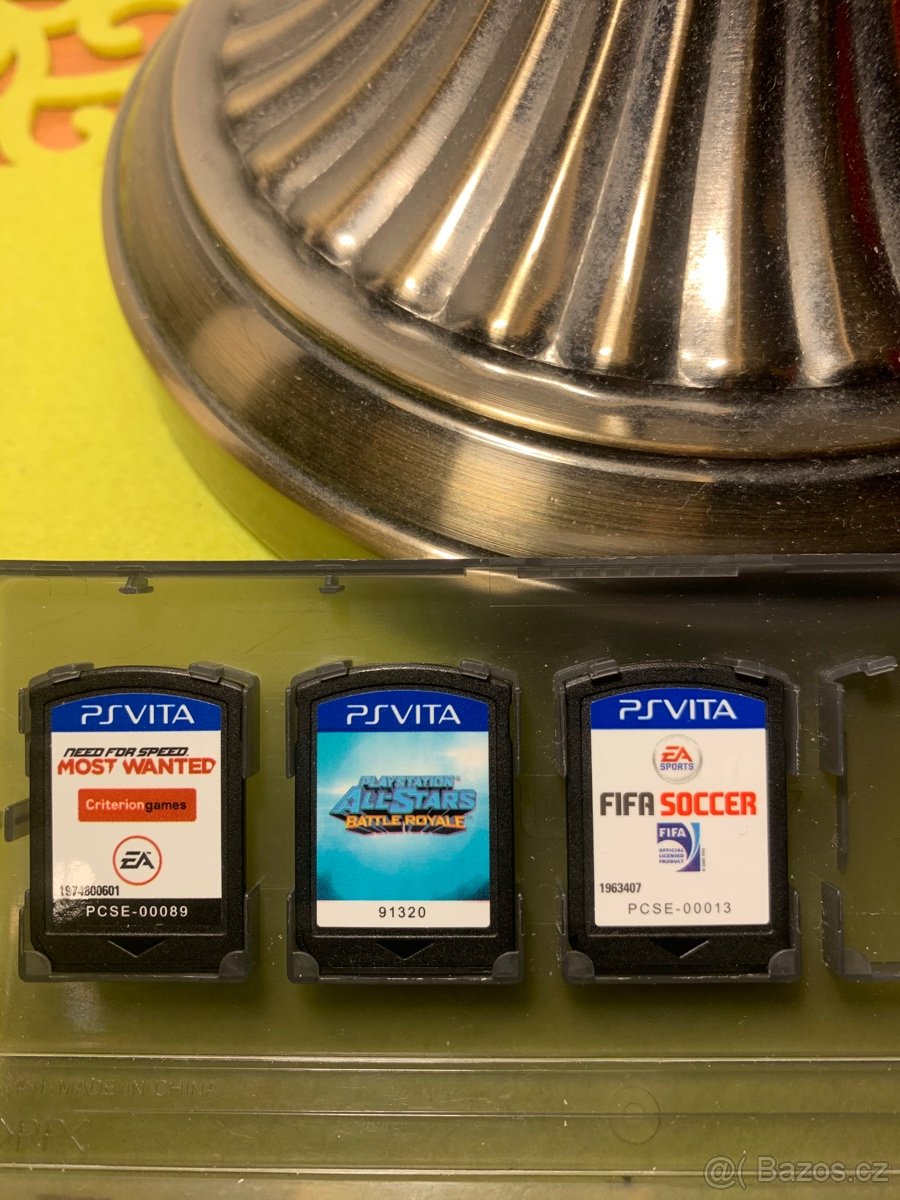 PSVITA
NEED FOR SPEED
MOST WANTED
Criterion games
EA
1974800601
PCSE-00089
PSVITA
PLAYSTATION
ALL-STARS
BATTLE ROYALE
91320
PSVITA
EA
SPORTS
FIFA SOCCER
FIFA
OFFICIAL
LICENSED
PRODUCT
1963407
PCSE-00013
MADE IN CHINA
PP
@( Bazos.cz